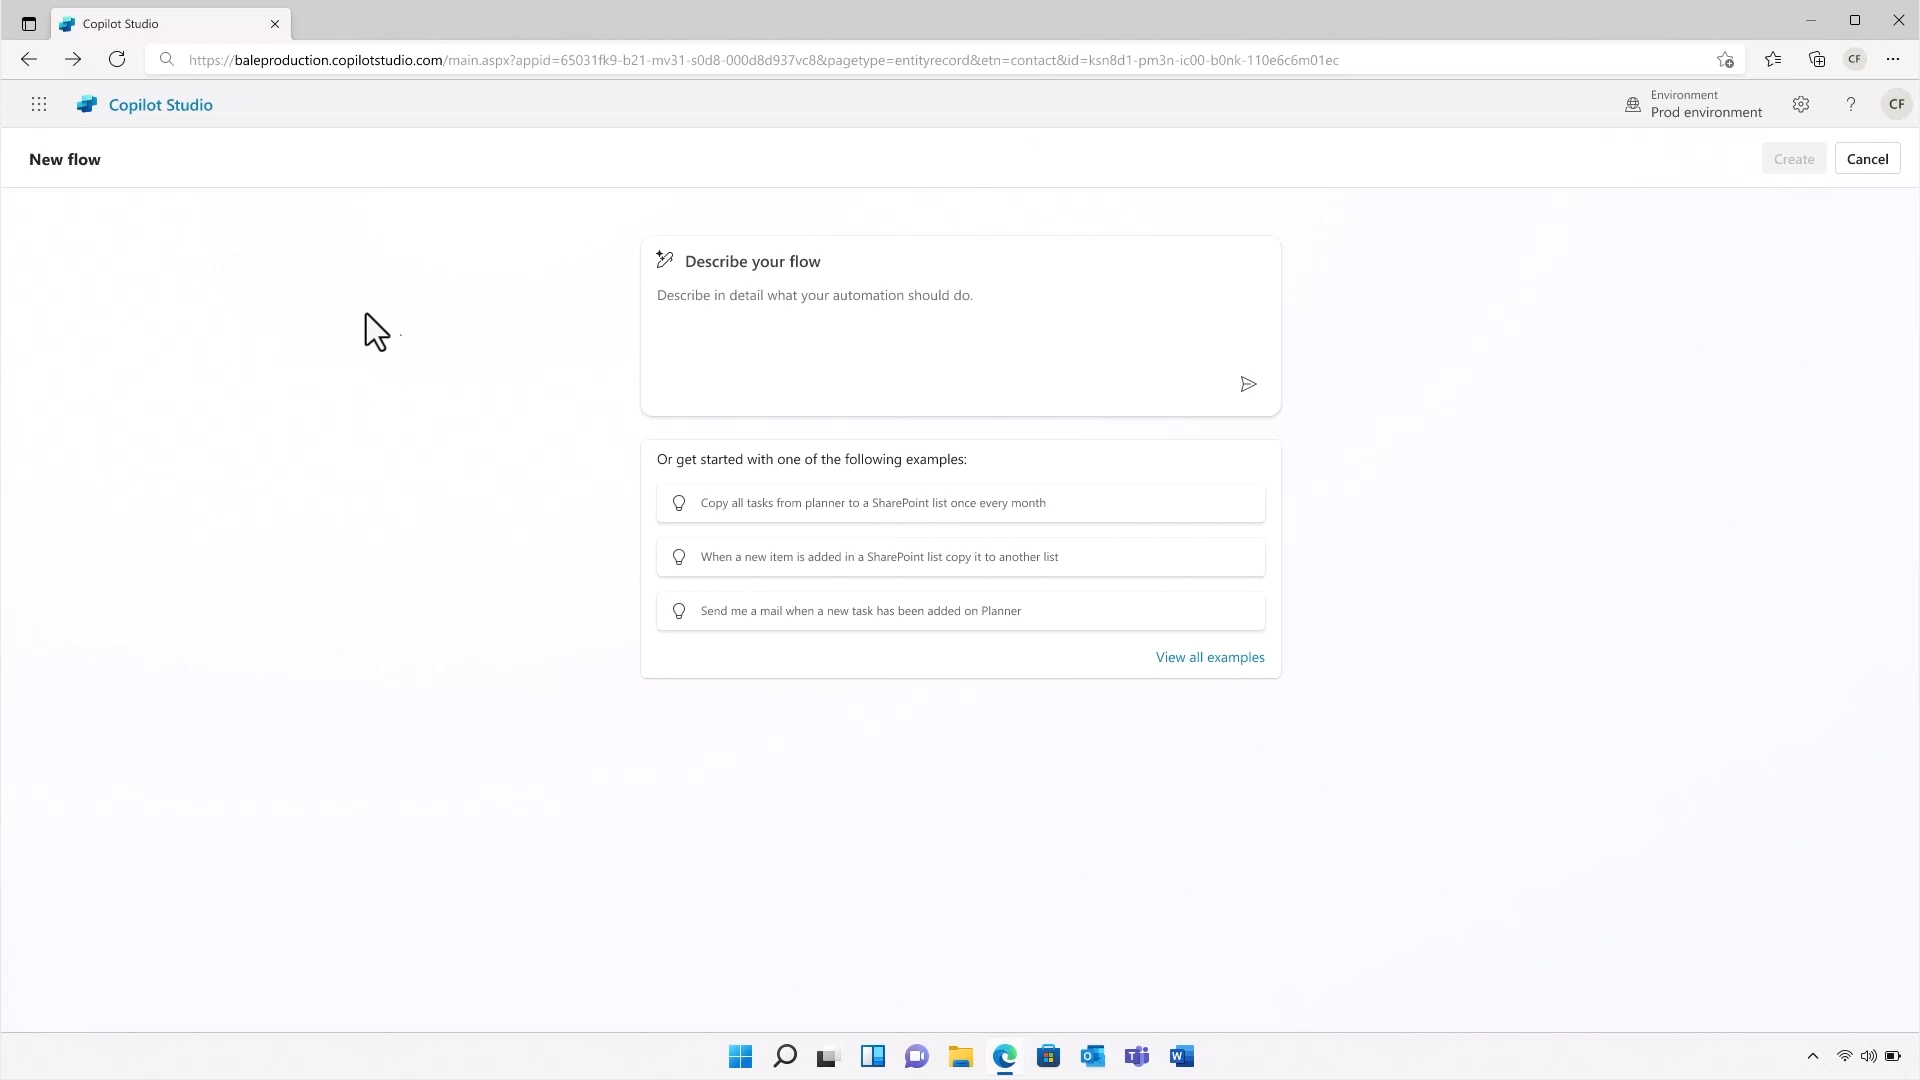 Copilot Studio
https://baleproduction.copilotstudio.com/main.aspx?appid=65031fk9-b21-mv31-s0d8-000d8d937vc8&pagetype=entityrecord&etn=contact&id=ksn8d1-pm3n-ic00-b0nk-110e6c6m01ec
CF
Copilot Studio
Environment
Prod environment
?
CF
New flow
Create
Cancel
Describe your flow
Describe in detail what your automation should do.
Or get started with one of the following examples:
Copy all tasks from planner to a SharePoint list once every month
When a new item is added in a SharePoint list copy it to another list
Send me a mail when a new task has been added on Planner
View all examples